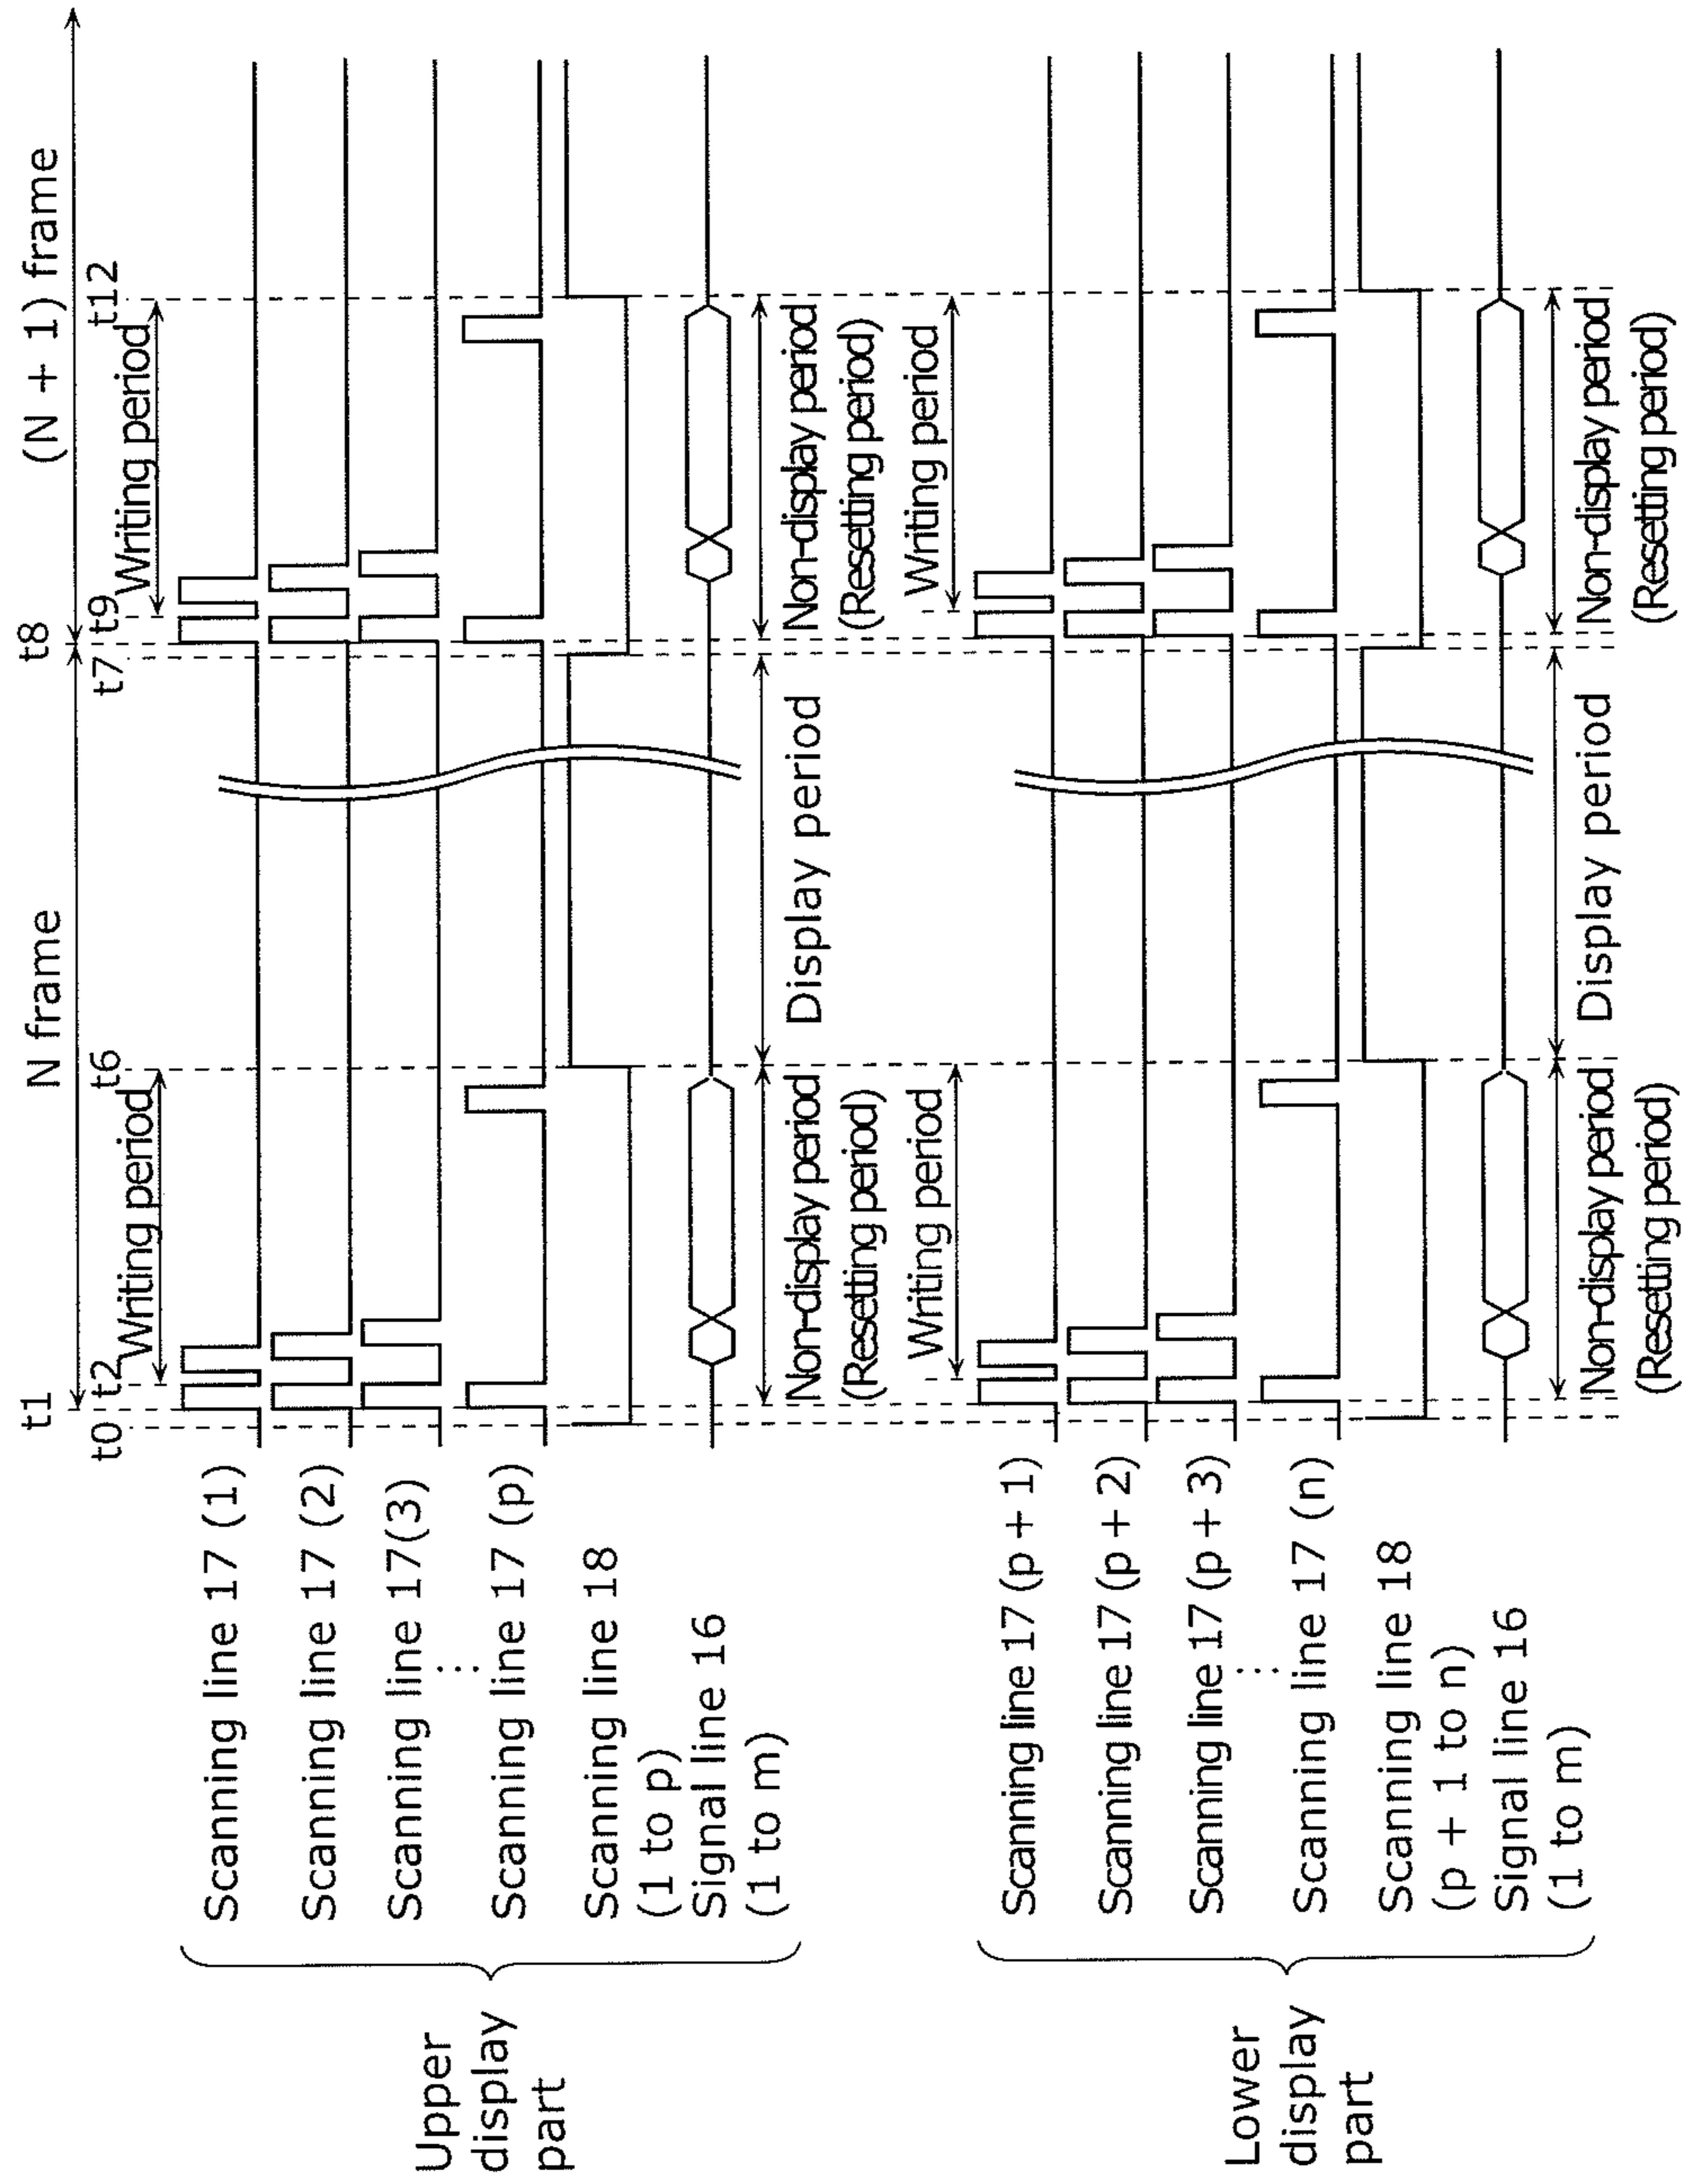 N frame
(N + 1) frame
t1
t8
t0
t2
t6
t7
t9
t12
Writing period
Writing period
Upper
display
part
Scanning line 17 (1)
Scanning line 17 (2)
Scanning line 17(3)
⋮
Scanning line 17 (p)
Scanning line 18
(1 to p)
Signal line 16
(1 to m)
Non-display period
(Resetting period)
Display period
Non-display period
(Resetting period)
Writing period
Writing period
Lower
display
part
Scanning line 17 (p + 1)
Scanning line 17 (p + 2)
Scanning line 17 (p + 3)
⋮
Scanning line 17 (n)
Scanning line 18
(p + 1 to n)
Signal line 16
(1 to m)
Non-display period
(Resetting period)
Display period
Non-display period
(Resetting period)